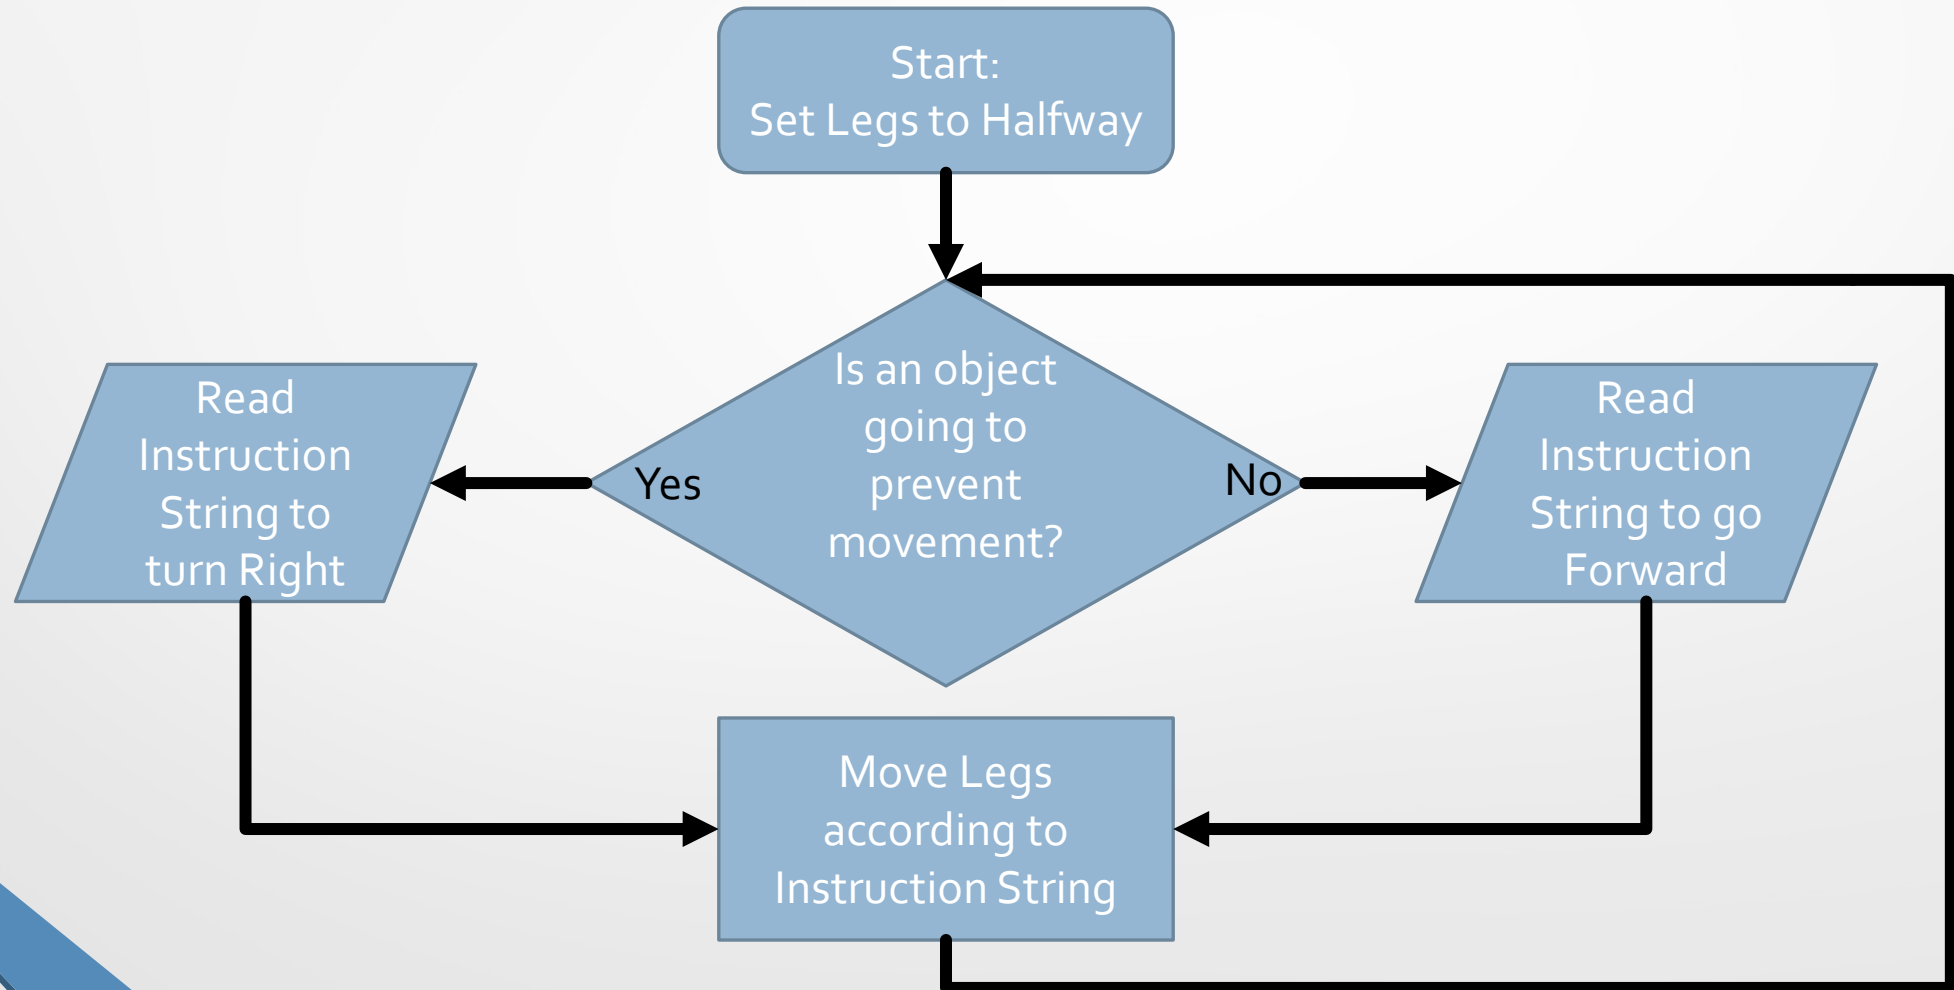 Start:
Set Legs to Halfway
Is an object
going to
prevent
movement?
Yes
No
Read
Instruction
String to
turn Right
Read
Instruction
String to go
Forward
Move Legs
according to
Instruction String